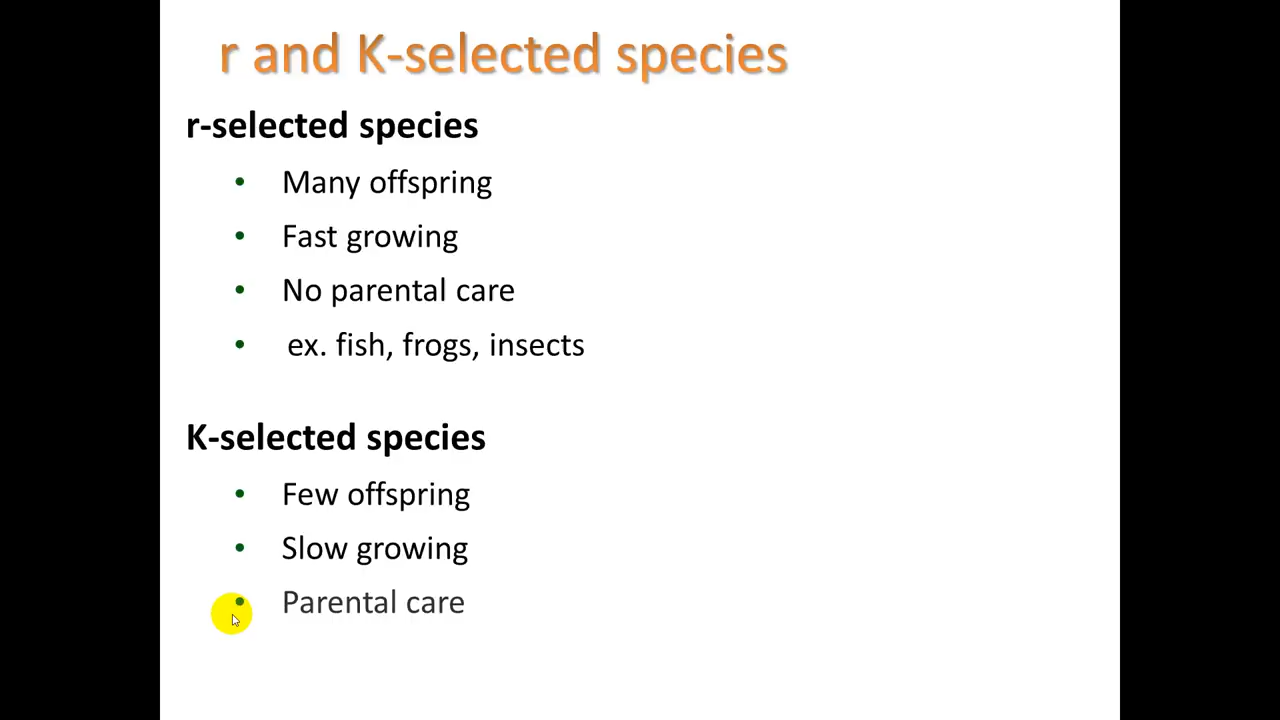 r and K-selected species
r-selected species
• Many offspring
• Fast growing
• No parental care
• ex. fish, frogs, insects
K-selected species
• Few offspring
• Slow growing
• Parental care